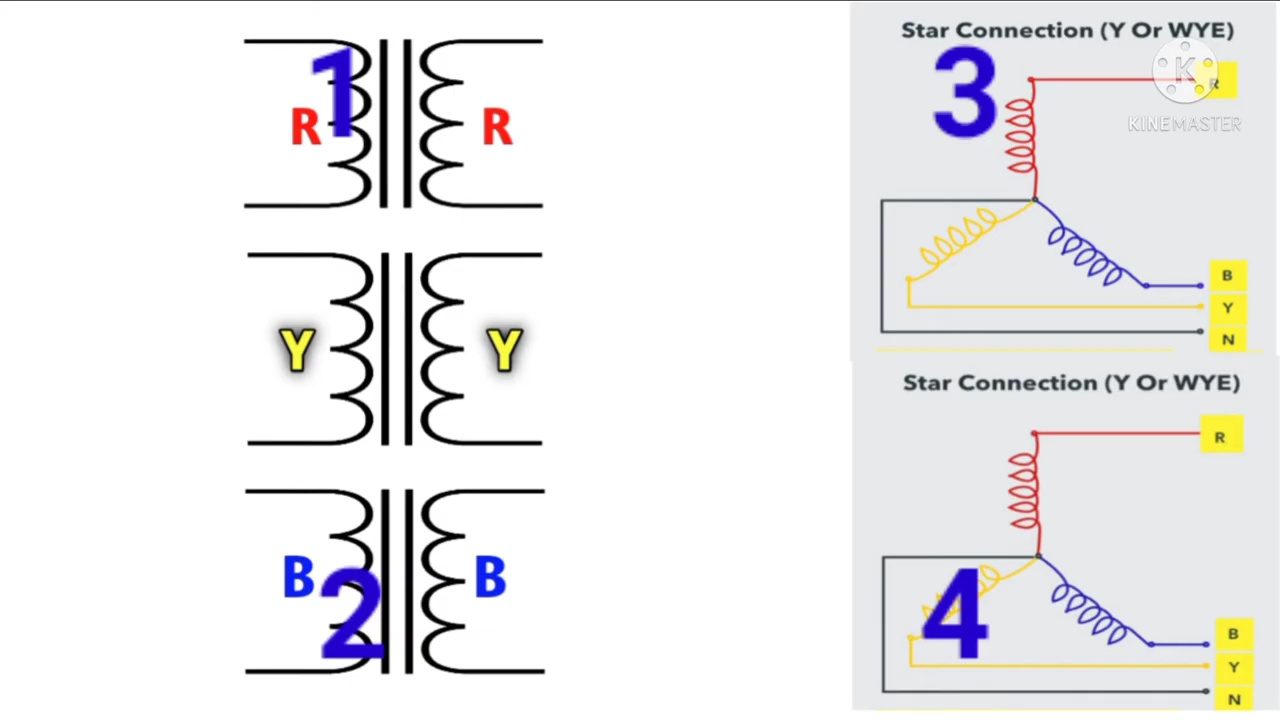 1
R
R
Y
Y
B
B
2
Star Connection (Y Or WYE)
3
R
K
KINEMASTER
B
Y
N
Star Connection (Y Or WYE)
R
4
B
Y
N